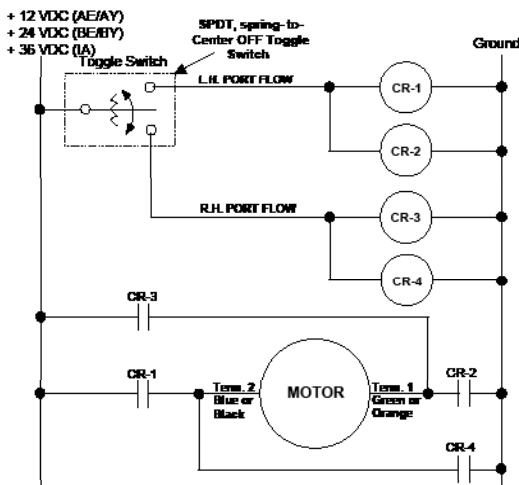 + 12 VDC (AE/AY)
+ 24 VDC (BE/BY)
+ 36 VDC (IA)
SPDT, spring-to-
Center OFF Toggle
Switch
Ground
Toggle Switch
L.H. PORT FLOW
CR-1
CR-2
R.H. PORT FLOW
CR-3
CR-4
CR-3
CR-1
Term. 2
Blue or
Black
MOTOR
Term. 1
Green or
Orange
CR-2
CR-4